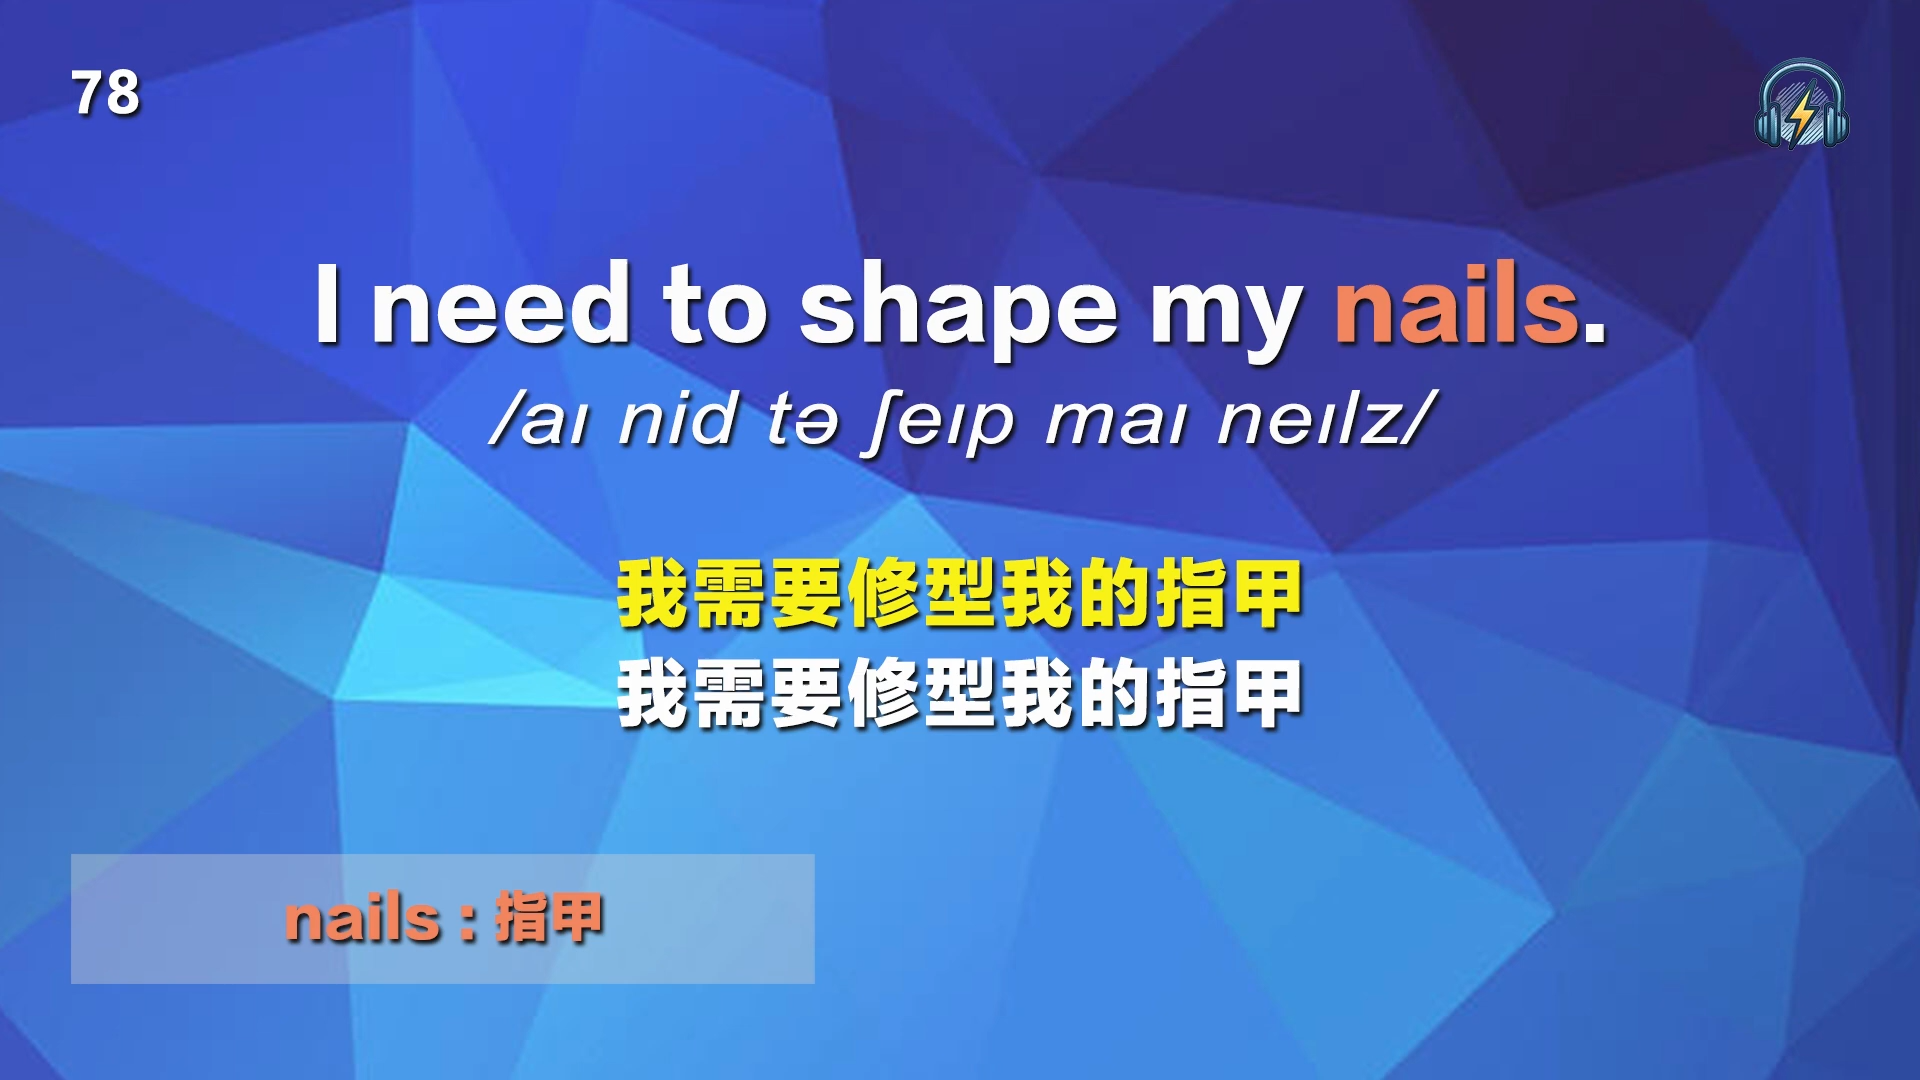 78
I need to shape my nails.
/aɪ nid tə ʃeɪp maɪ neɪlz/
我需要修型我的指甲
我需要修型我的指甲
nails : 指甲